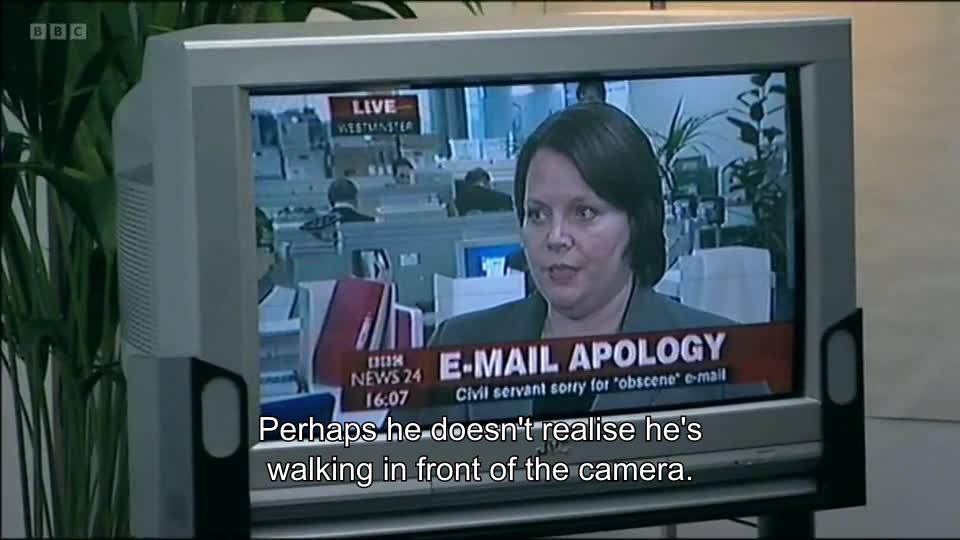 BBC
LIVE
WESTMINSTER
BBC
NEWS 24
16:07
E-MAIL APOLOGY
Civil servant sorry for "obscene" e-mail
JVC
Perhaps he doesn't realise he's
walking in front of the camera.